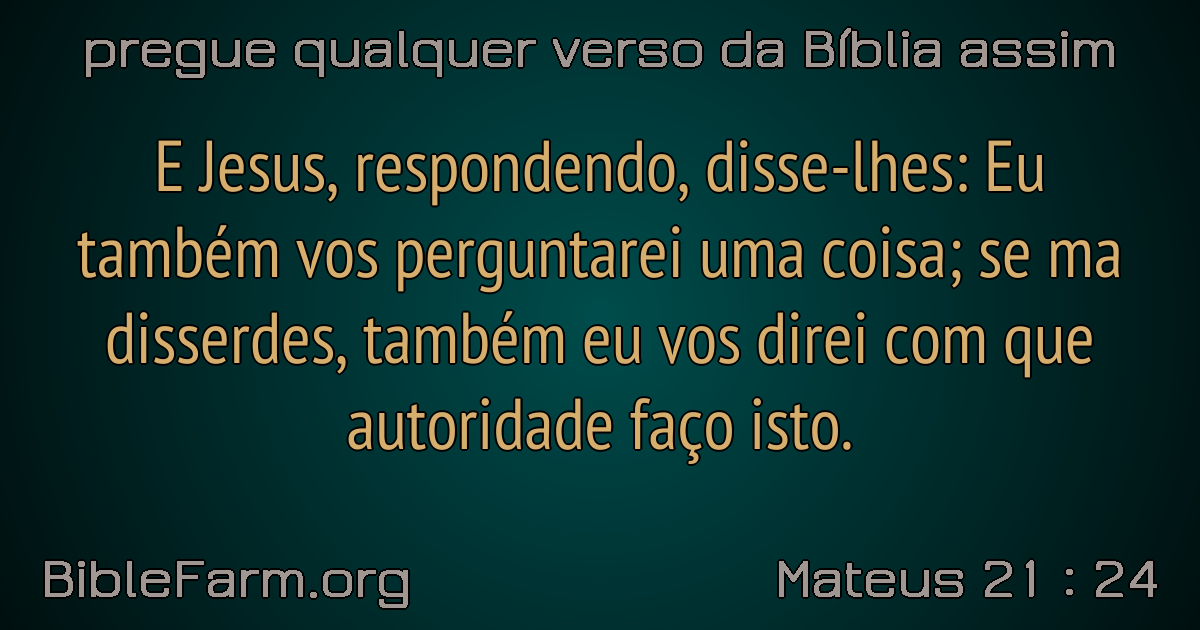 pregue qualquer verso da Bíblia assim
E Jesus, respondendo, disse-lhes: Eu
também vos perguntarei uma coisa; se ma
disserdes, também eu vos direi com que
autoridade faço isto.
BibleFarm.org
Mateus 21 : 24